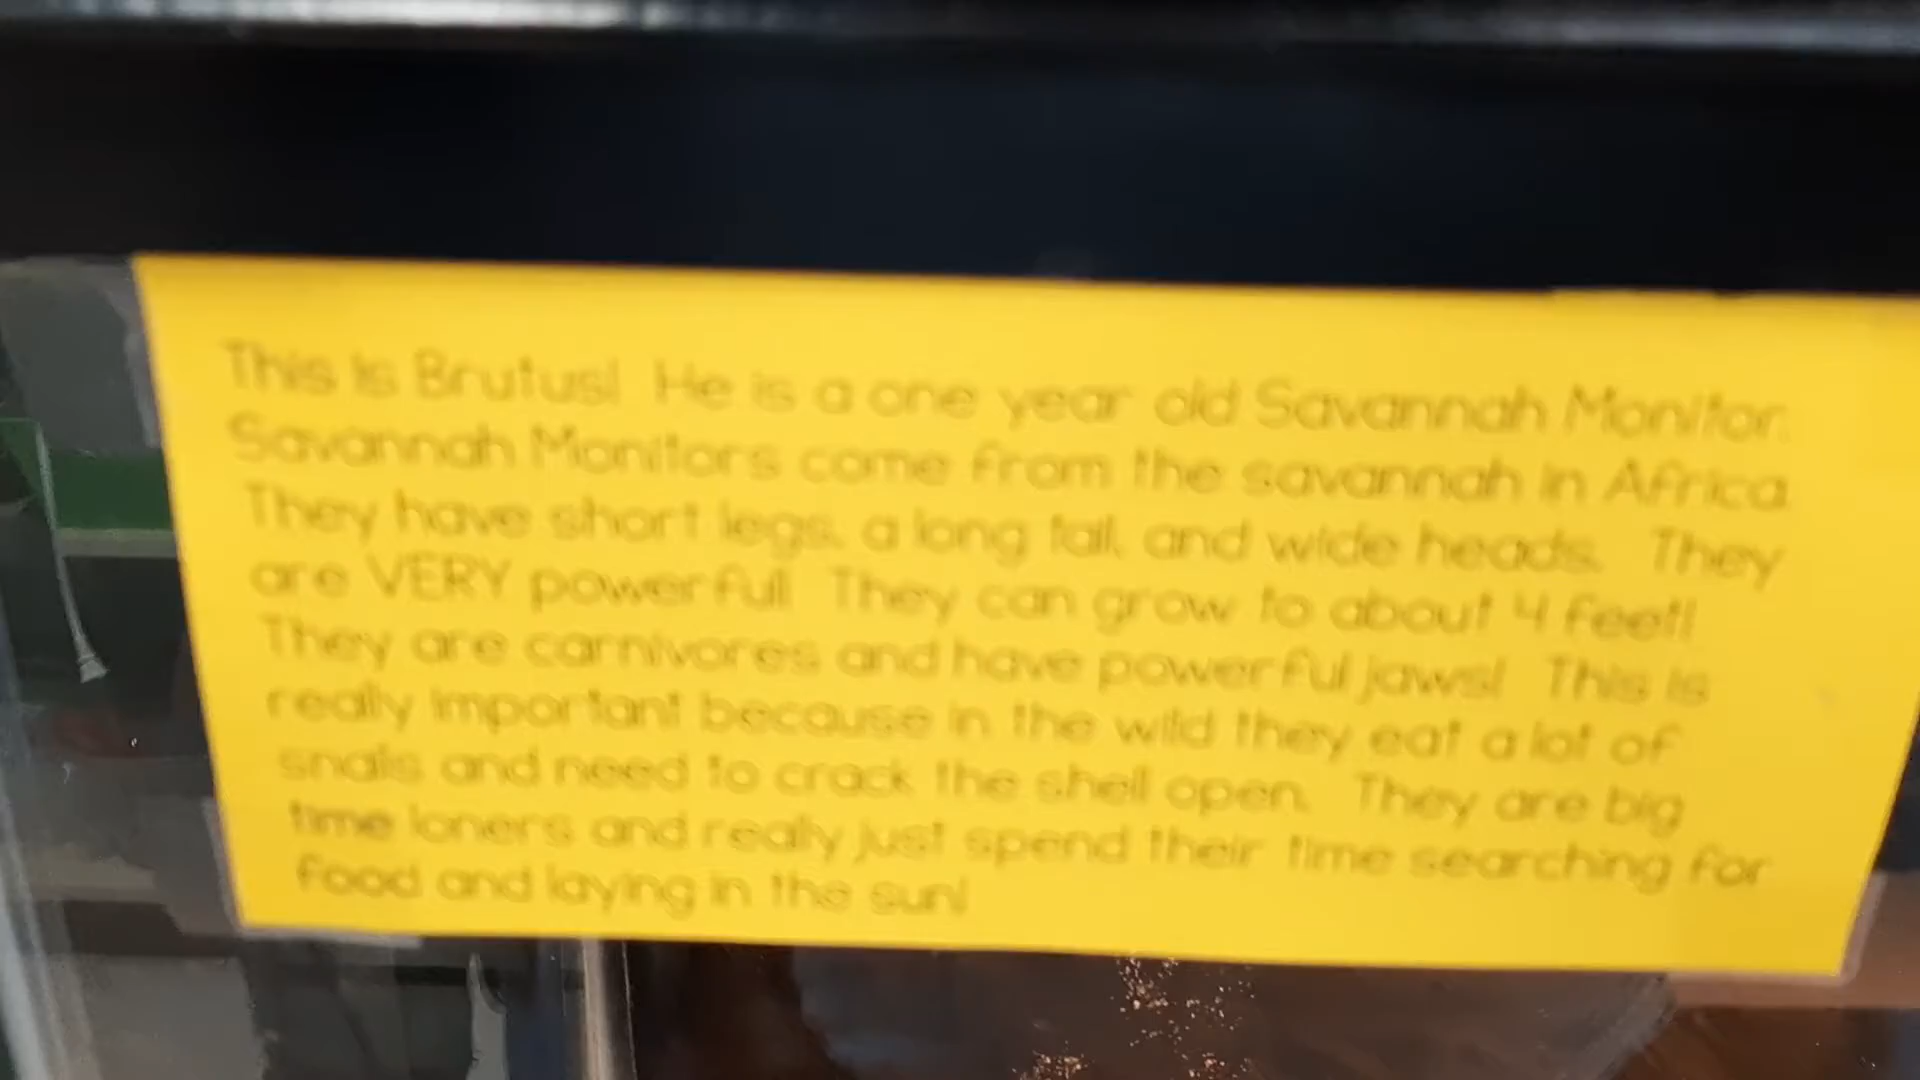 This is Brutus! He is a one year old Savannah Monitor.
Savannah Monitors come from the savannah in Africa.
They have short legs, a long tail, and wide heads. They
are VERY powerful! They can grow to about 4 feet!
They are carnivores and have powerful jaws! This is
really important because in the wild they eat a lot of
snails and need to crack the shell open. They are big
time loners and really just spend their time searching for
food and laying in the sun!